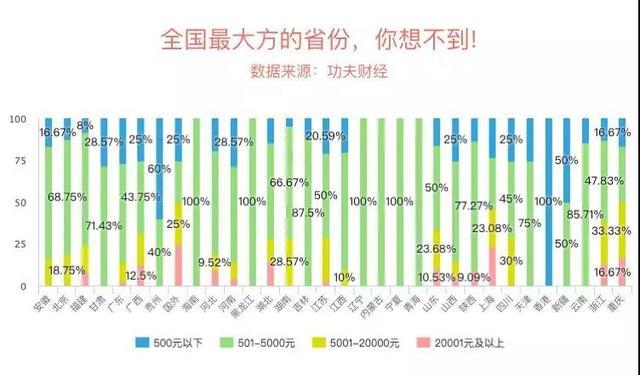 全国最大方的省份，你想不到!
数据来源：功夫财经
100
75
50
25
0
16.67%
8%
28.57%
25%
25%
28.57%
20.59%
25%
25%
16.67%
60%
50%
68.75%
43.75%
100%
100%
66.67%
50%
100%
100%
50%
77.27%
45%
100%
47.83%
71.43%
25%
87.5%
75%
85.71%
18.75%
40%
23.68%
23.08%
50%
33.33%
12.5%
9.52%
28.57%
10%
10.53%
9.09%
30%
16.67%
安徽
北京
福建
甘肃
广东
广西
贵州
国外
海南
河北
河南
黑龙江
湖北
湖南
吉林
江苏
江西
辽宁
内蒙古
宁夏
青海
山东
山西
陕西
上海
四川
天津
香港
新疆
云南
浙江
重庆
500元以下
501-5000元
5001-20000元
20001元及以上